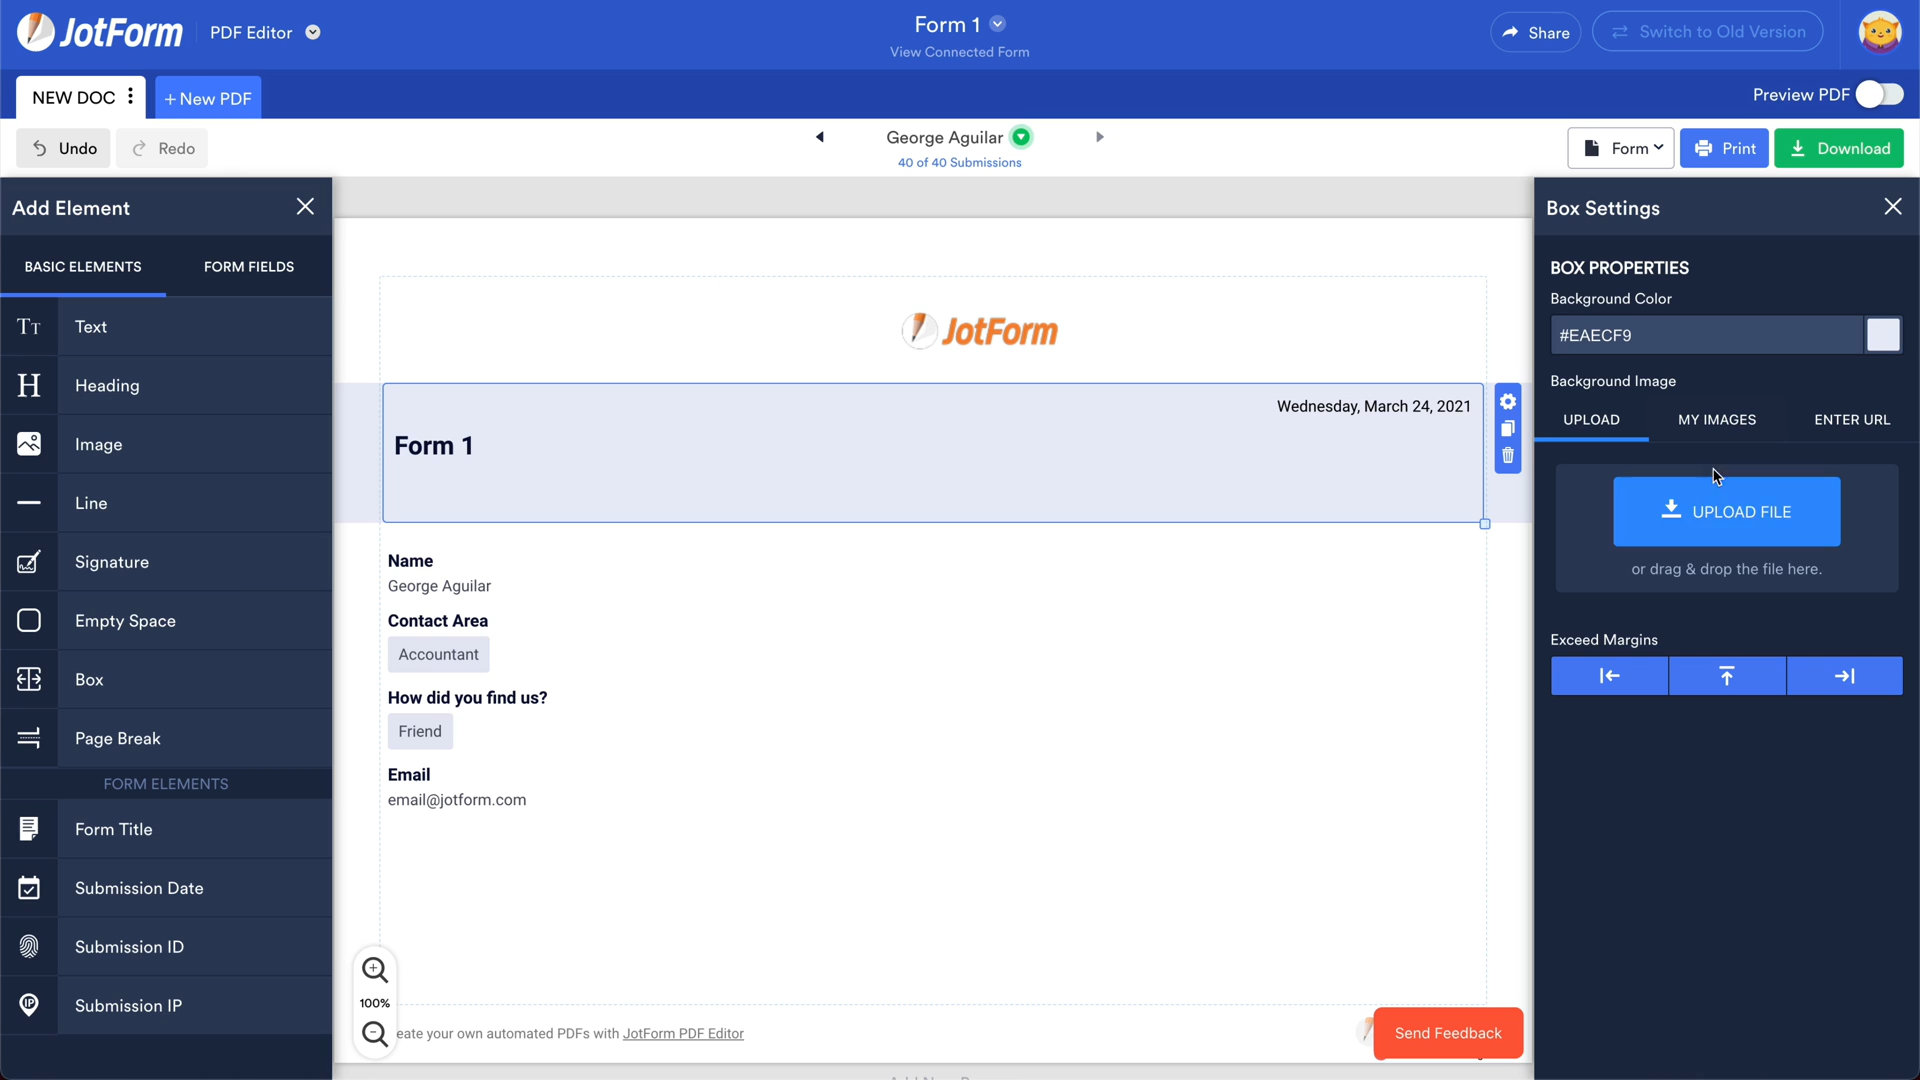 JotForm PDF Editor
Form 1
View Connected Form
Share
Switch to Old Version
NEW DOC
+ New PDF
Preview PDF
Undo
Redo
George Aguilar
40 of 40 Submissions
Form
Print
Download
Add Element
BASIC ELEMENTS
FORM FIELDS
Text
Heading
Image
Line
Signature
Empty Space
Box
Page Break
FORM ELEMENTS
Form Title
Submission Date
Submission ID
IP
Submission IP
JotForm
Wednesday, March 24, 2021
Form 1
Name
George Aguilar
Contact Area
Accountant
How did you find us?
Friend
Email
email@jotform.com
100%
eate your own automated PDFs with JotForm PDF Editor
Send Feedback
Box Settings
BOX PROPERTIES
Background Color
#EAECF9
Background Image
UPLOAD
MY IMAGES
ENTER URL
UPLOAD FILE
or drag & drop the file here.
Exceed Margins